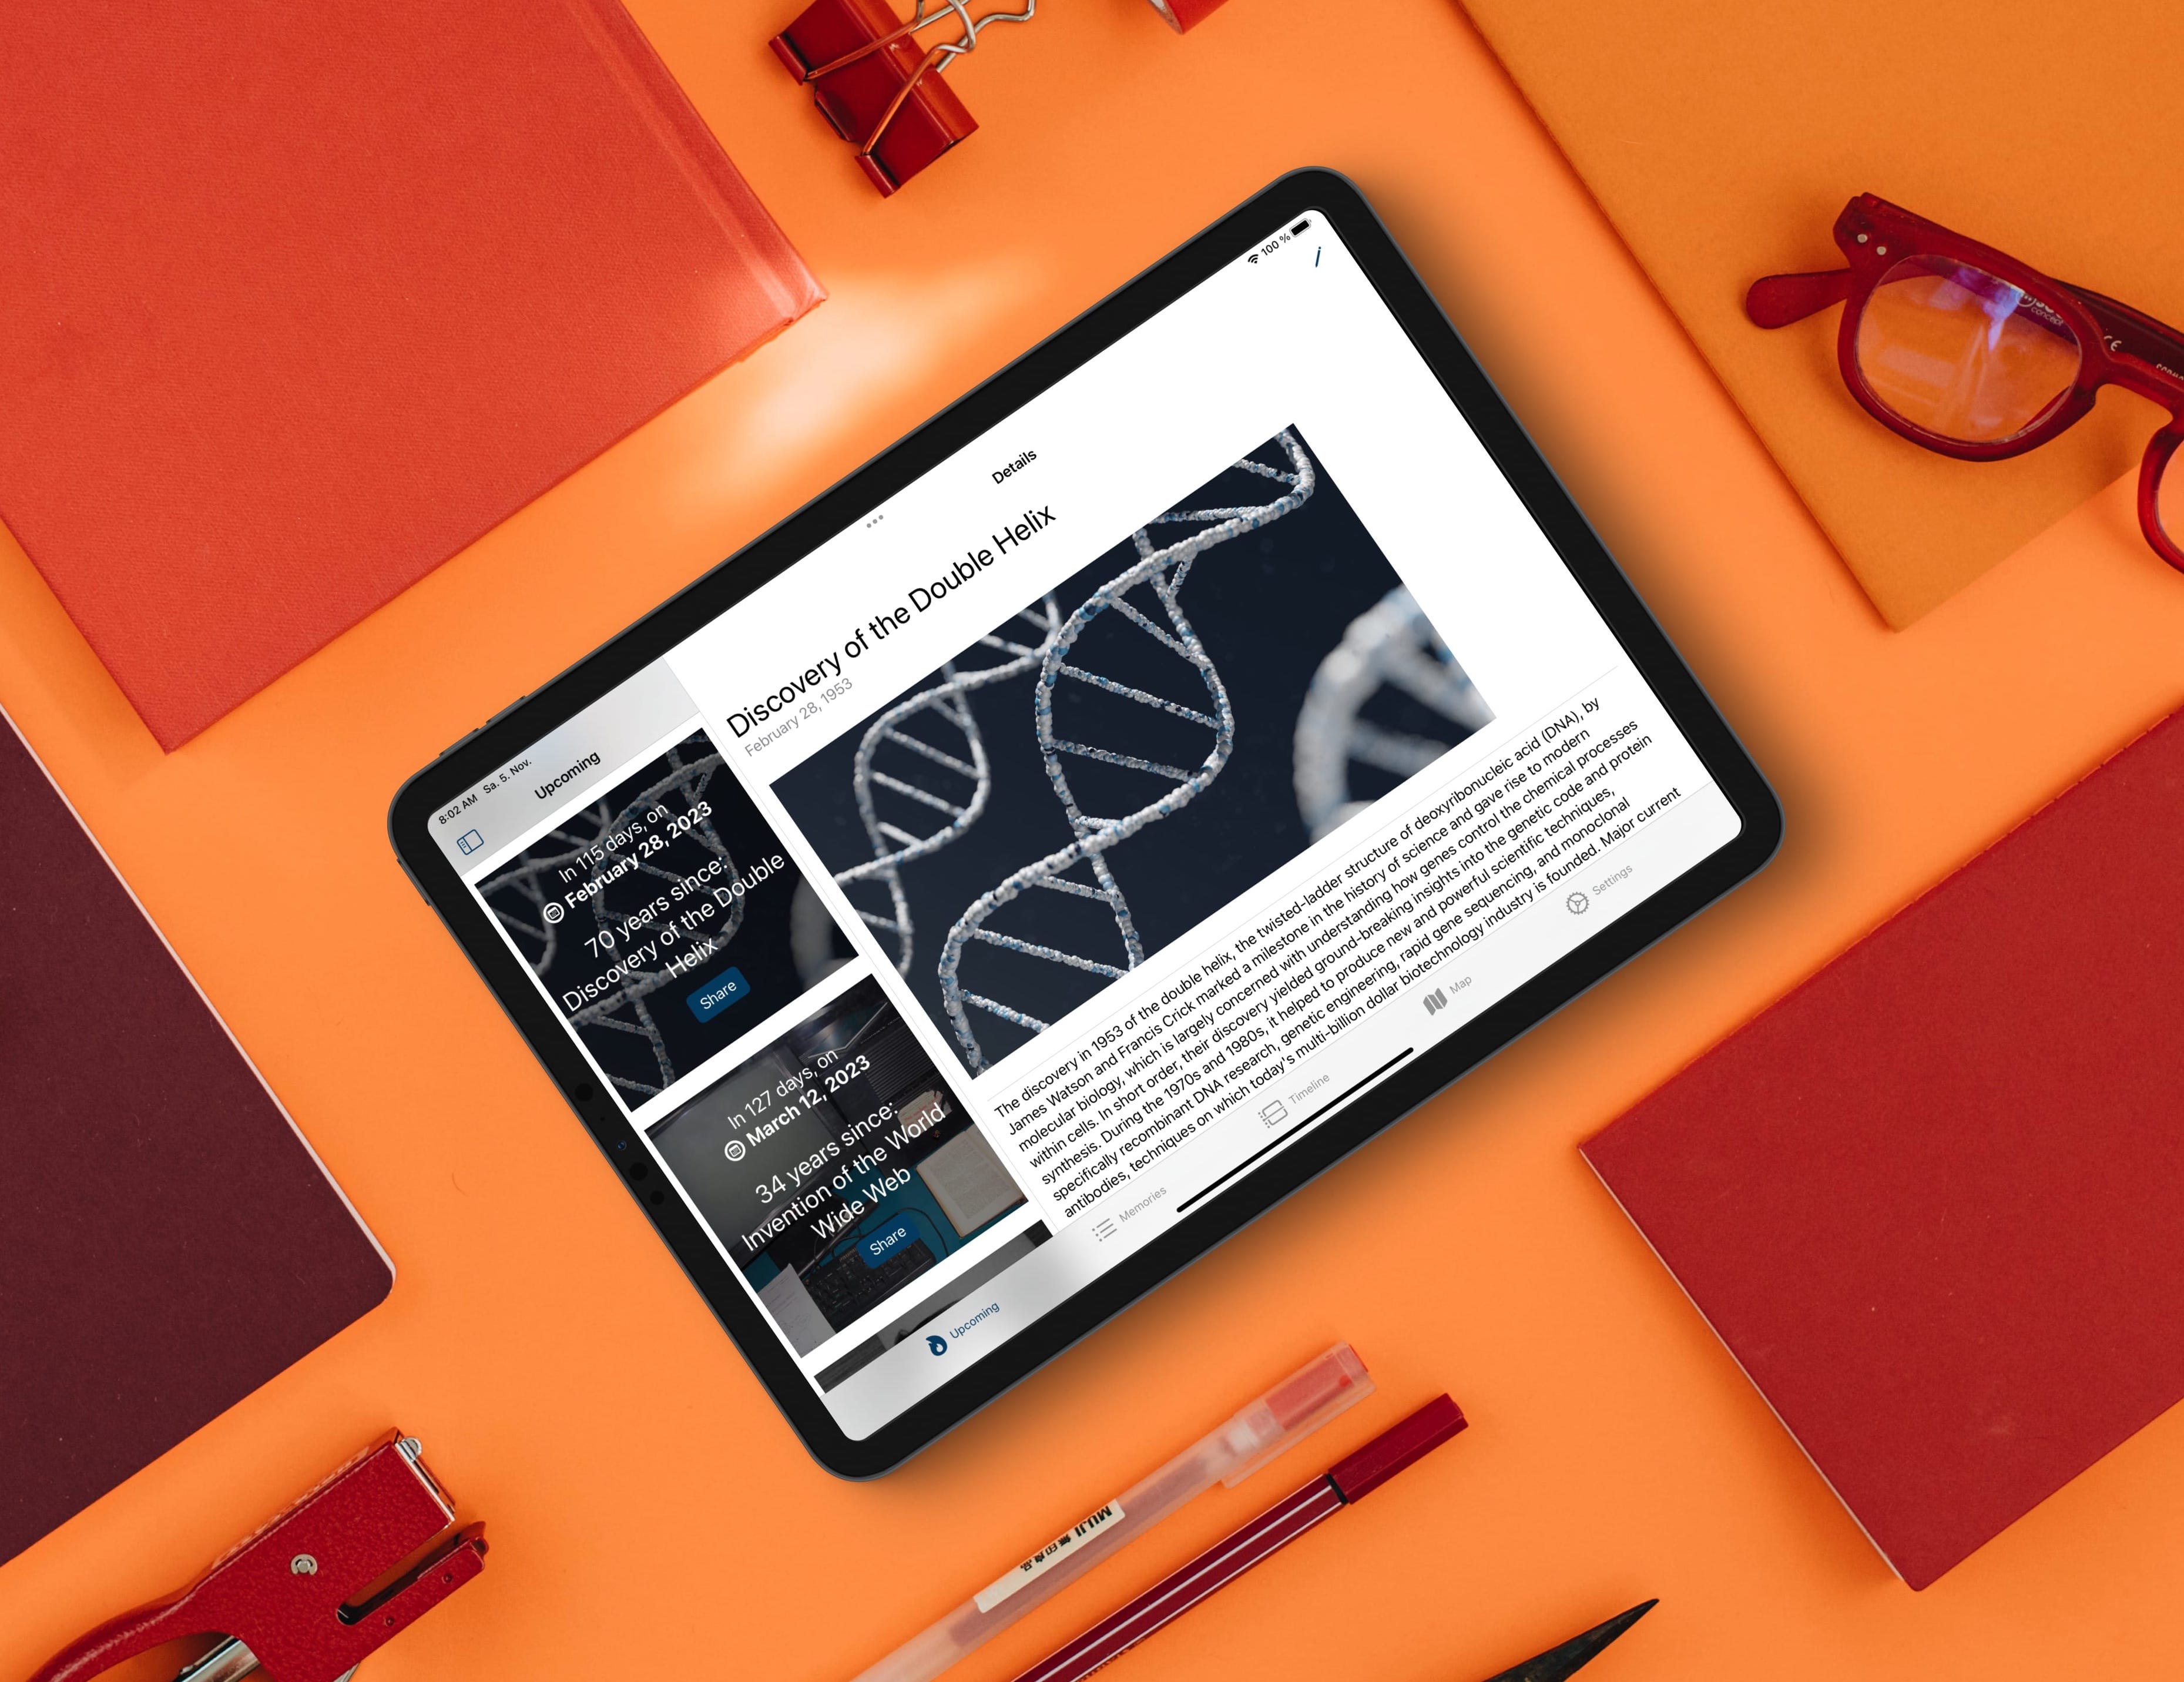 8:02 AM Sa. 5. Nov.
100 %
Upcoming
In 115 days, on
February 28, 2023
70 years since:
Discovery of the Double
Helix
Share
In 127 days, on
March 12, 2023
34 years since:
Invention of the World
Wide Web
Share
Details
Discovery of the Double Helix
February 28, 1953
The discovery in 1953 of the double helix, the twisted-ladder structure of deoxyribonucleic acid (DNA), by
James Watson and Francis Crick marked a milestone in the history of science and gave rise to modern
molecular biology, which is largely concerned with understanding how genes control the chemical processes
within cells. In short order, their discovery yielded ground-breaking insights into the genetic code and protein
synthesis. During the 1970s and 1980s, it helped to produce new and powerful scientific techniques,
specifically recombinant DNA research, genetic engineering, rapid gene sequencing, and monoclonal
antibodies, techniques on which today's multi-billion dollar biotechnology industry is founded. Major current
Upcoming
Memories
Timeline
Map
Settings
concept
CE
MUJI 無印良品